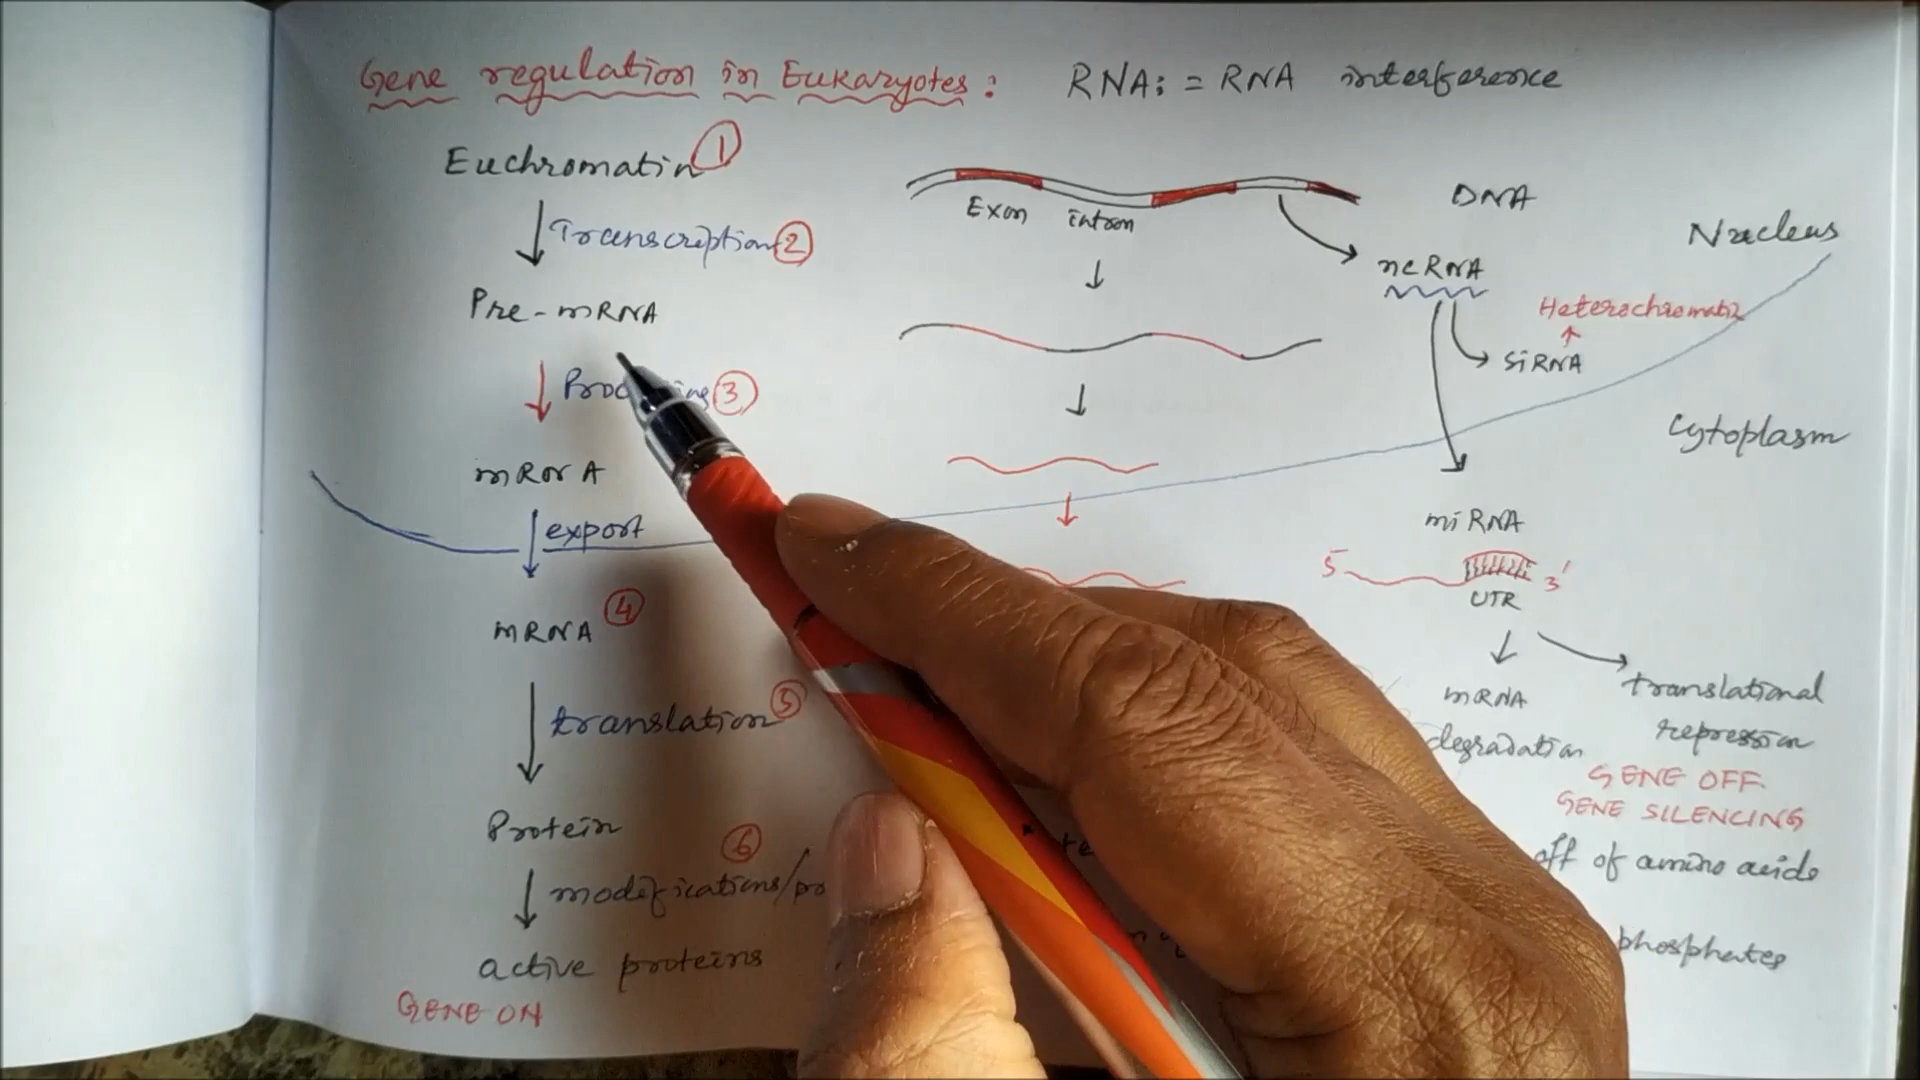 Gene regulation in Eukaryotes: RNAi = RNA interference
Euchromatin 1
Transcription 2
Pre-mRNA
3
mRNA
export
mRNA 4
translation 5
Protein
6
modifications/
active proteins
GENE ON
Exon intron
DNA
Nucleus
ncRNA
Heterochromatin
SiRNA
Cytoplasm
miRNA
5' 3'
UTR
mRNA
degradation
translational
repression
GENE OFF
GENE SILENCING
off of amino acids
phosphates